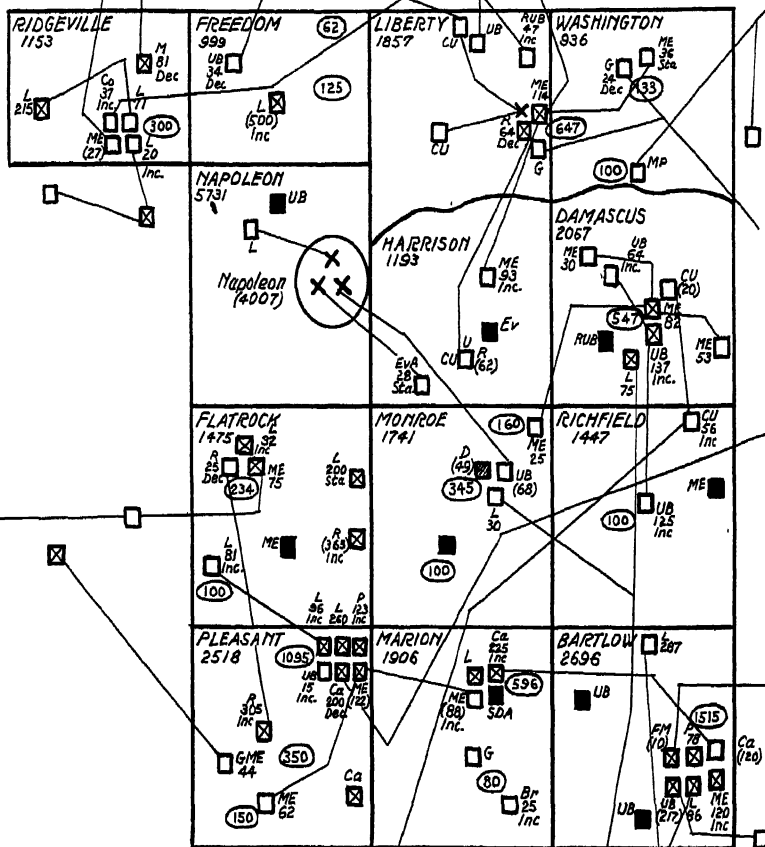 RIDGEVILLE
1153
M
81
Dec
Co
37
Inc.
L
71
L
215
300
ME
(27)
L
20
Inc.
FREEDOM
999
62
UB
34
Dec
125
L
(500)
Inc
LIBERTY
1857
CU
UB
RUB
47
Inc
ME
114
R
64
Dec
647
CU
G
WASHINGTON
936
G
24
Dec
ME
36
Sta
133
100
MP
NAPOLEON
5731
UB
L
Napoleon
(4007)
EvA
28
Sta.
HARRISON
1193
ME
93
Inc.
Ev
U
CU
R
(62)
DAMASCUS
2067
ME
30
UB
64
Inc.
CU
(20)
547
ME
82
RUB
UB
137
Inc.
L
75
ME
53
FLATROCK
1475
L
92
Inc
R
25
Dec
ME
75
234
L
200
Sta
L
81
Inc.
ME
R
(365)
Inc
100
MONROE
1741
160
ME
25
D
(49)
UB
(68)
345
L
30
100
RICHFIELD
1447
CU
56
Inc
ME
100
UB
125
Inc
PLEASANT
2518
L
96
Inc
L
260
P
123
Inc
1095
UB
15
Inc.
Ca
200
Dec
ME
(122)
R
305
Inc
GME
44
350
Ca
150
ME
62
MARION
1906
L
Ca
225
Inc
596
ME
(88)
Inc.
SDA
G
80
Br
25
Inc
BARTLOW
2696
L
287
UB
1515
EM
(10)
P
78
Ca
(120)
UB
UB
(217)
L
86
ME
120
Inc